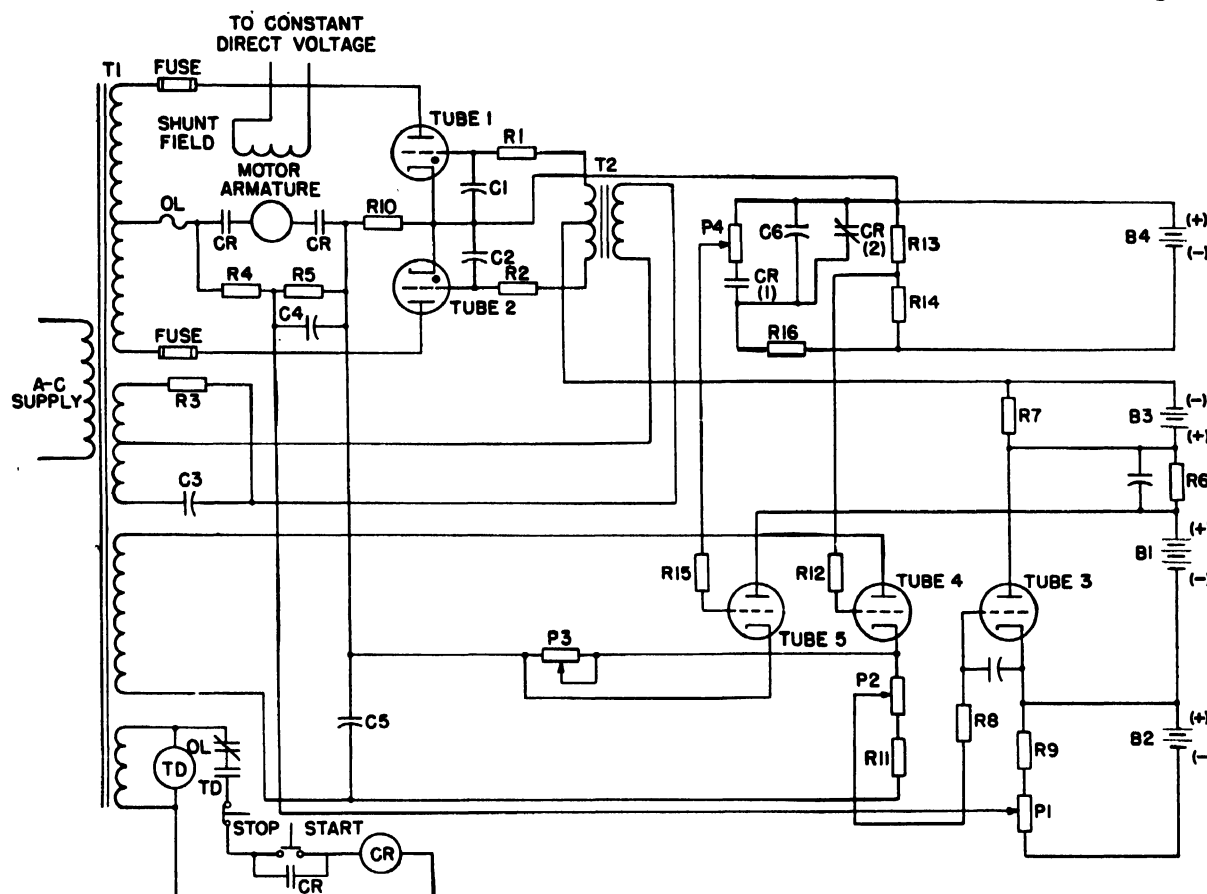 TO CONSTANT
DIRECT VOLTAGE
T1
FUSE
SHUNT
FIELD
TUBE 1
R1
T2
MOTOR
ARMATURE
C1
OL
CR
CR
R10
P4
C6
CR
(2)
R13
B4
(+)
(-)
R4
R5
C2
R2
CR
(1)
R14
TUBE 2
C4
FUSE
R16
A-C
SUPPLY
R3
R7
B3
(-)
(+)
C3
R6
(+
B1
(-)
R15
R12
TUBE 4
TUBE 3
TUBE 5
P3
P2
C5
R8
R11
R9
B2
(+)
(-
OL
TD
TD
P1
STOP
START
CR
CR